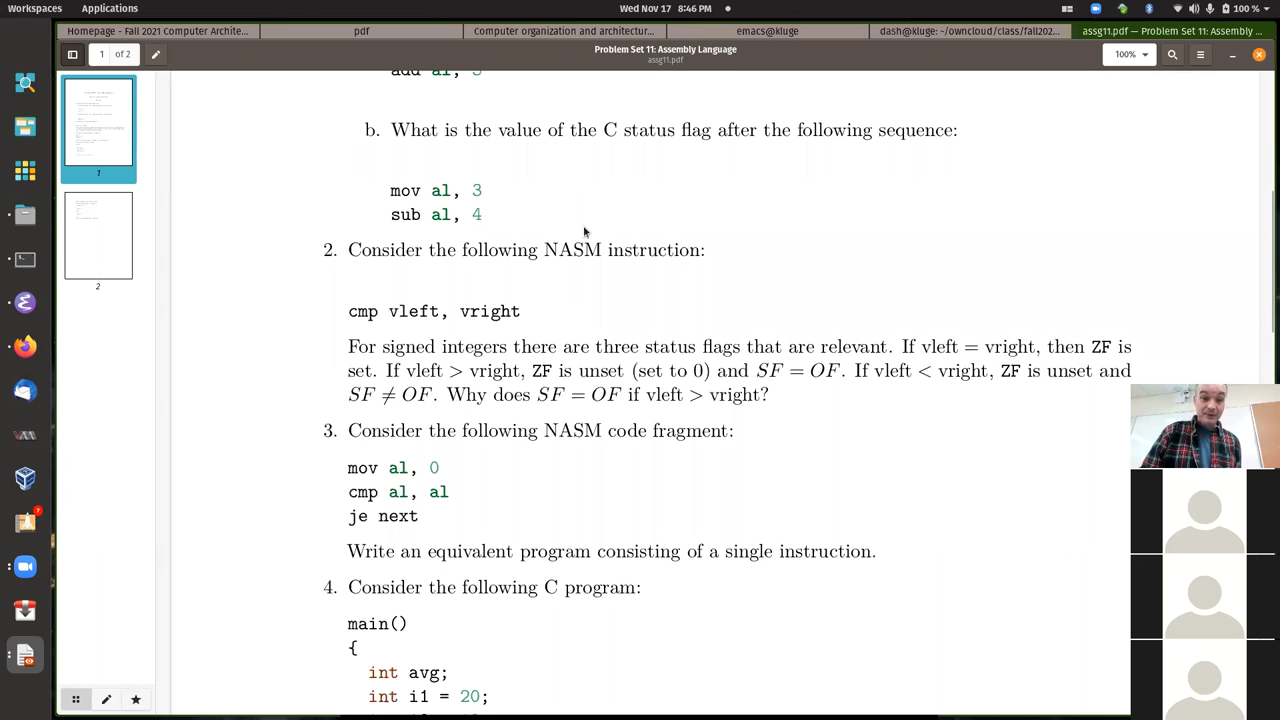 Workspaces Applications Wed Nov 17 8:46 PM 100 %
Homepage - Fall 2021 Computer Archite... pdf Computer organization and architectur... emacs@kluge dash@kluge: ~/owncloud/class/fall202... assg11.pdf — Problem Set 11: Assembly ...
1 of 2 Problem Set 11: Assembly Language 100%
assg11.pdf
add al, 3
b. What is the value of the C status flag after the following sequence:
mov al, 3
sub al, 4
2. Consider the following NASM instruction:
cmp vleft, vright
For signed integers there are three status flags that are relevant. If vleft = vright, then ZF is
set. If vleft > vright, ZF is unset (set to 0) and SF = OF. If vleft < vright, ZF is unset and
SF ≠ OF. Why does SF = OF if vleft > vright?
3. Consider the following NASM code fragment:
mov al, 0
cmp al, al
je next
Write an equivalent program consisting of a single instruction.
4. Consider the following C program:
main()
{
int avg;
int i1 = 20;
1
2
7